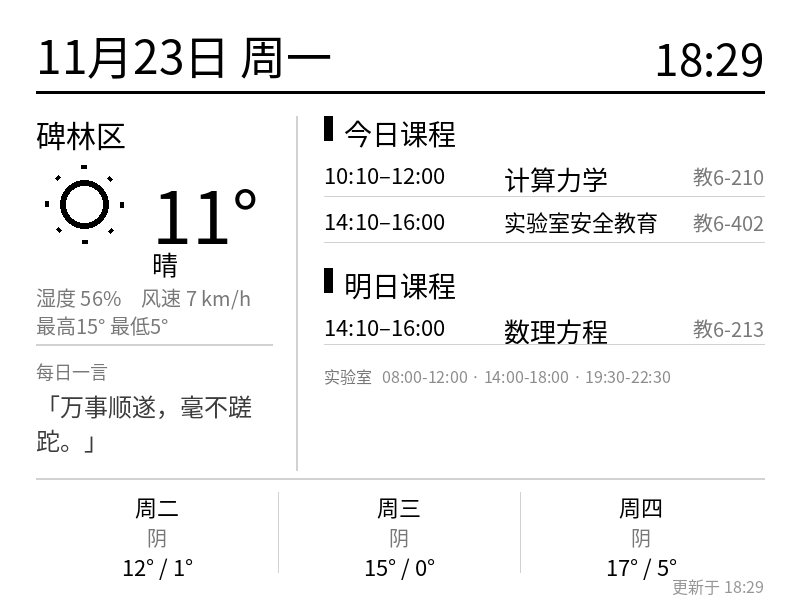 11月23日 周一
18:29
碑林区
11°
晴
湿度 56% 风速 7 km/h
最高15° 最低5°
每日一言
「万事顺遂，毫不蹉
跎。」
今日课程
10:10–12:00 计算力学 教6-210
14:10–16:00 实验室安全教育 教6-402
明日课程
14:10–16:00 数理方程 教6-213
实验室 08:00-12:00 · 14:00-18:00 · 19:30-22:30
周二
阴
12° / 1°
周三
阴
15° / 0°
周四
阴
17° / 5°
更新于 18:29